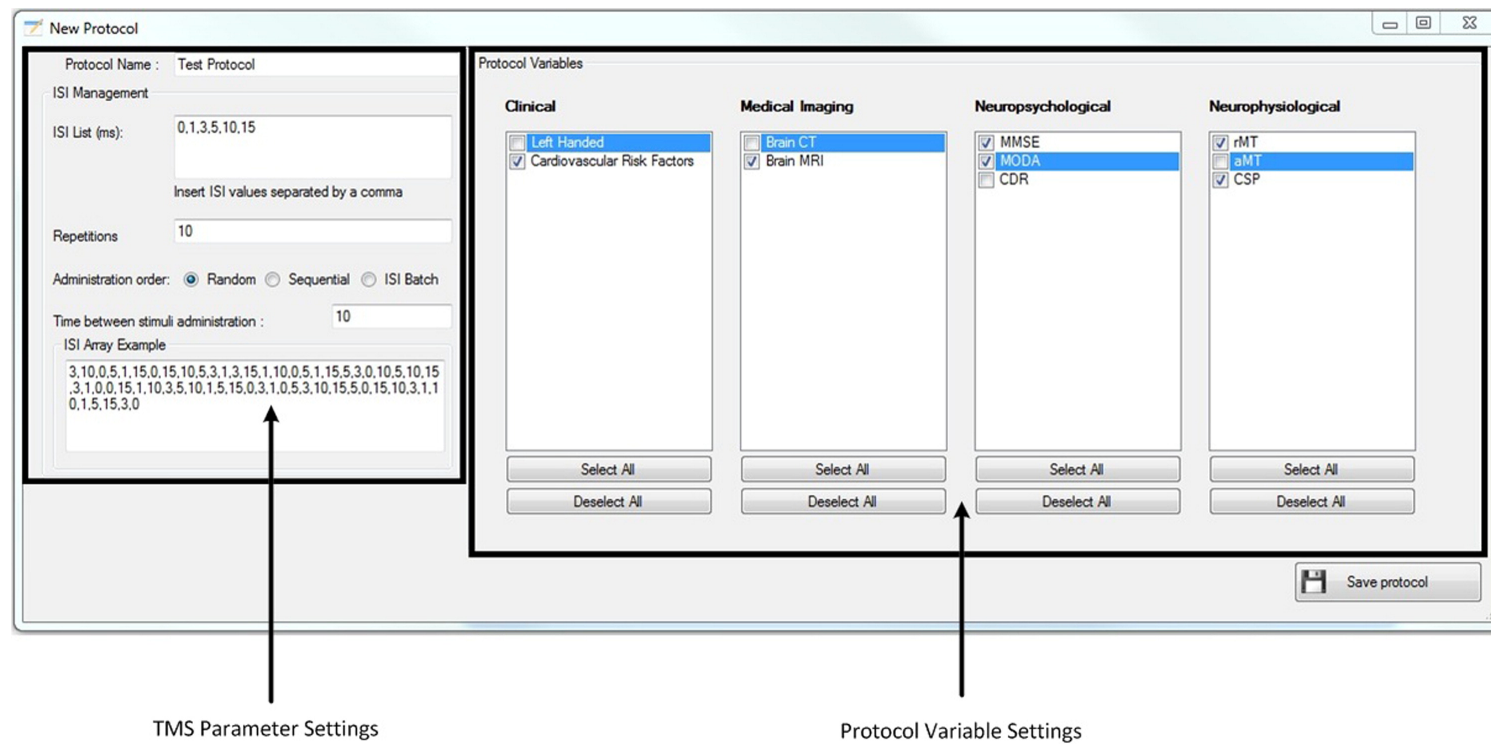 New Protocol
Protocol Name : Test Protocol
ISI Management
ISI List (ms): 0,1,3,5,10,15
Insert ISI values separated by a comma
Repetitions 10
Administration order: Random Sequential ISI Batch
Time between stimuli administration : 10
ISI Array Example
3,10,0,5,1,15,0,15,10,5,3,1,3,15,1,10,0,5,1,15,5,3,0,10,5,10,15
,3,1,0,0,15,1,10,3,5,10,1,5,15,0,3,1,0,5,3,10,15,5,0,15,10,3,1,1
0,1,5,15,3,0
Protocol Variables
Clinical
Left Handed
Cardiovascular Risk Factors
Select All
Deselect All
Medical Imaging
Brain CT
Brain MRI
Select All
Deselect All
Neuropsychological
MMSE
MODA
CDR
Select All
Deselect All
Neurophysiological
rMT
aMT
CSP
Select All
Deselect All
Save protocol
TMS Parameter Settings
Protocol Variable Settings